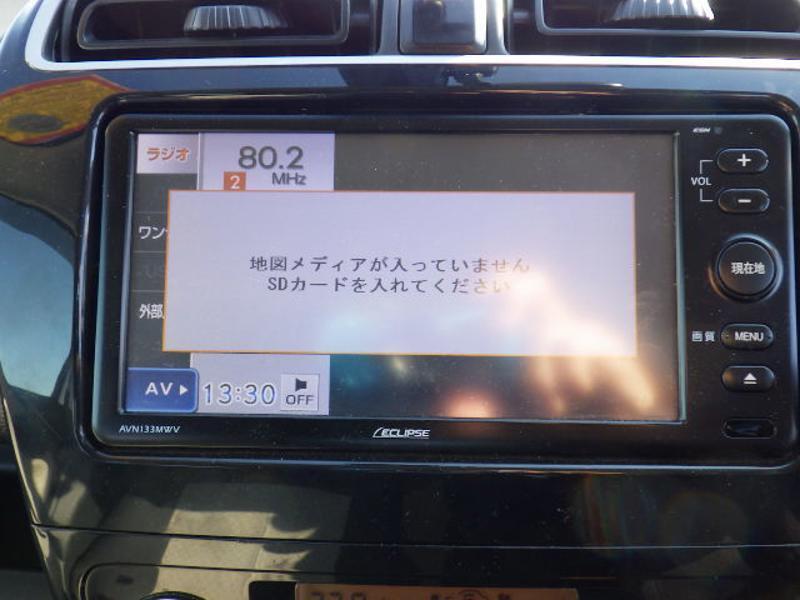 ラジオ
80.2
2 MHz
地図メディアが入っていません
SDカードを入れてください
外部
AV
13:30
OFF
AVN133MWV
ECLIPSE
ESN
+
VOL
−
現在地
画質 MENU